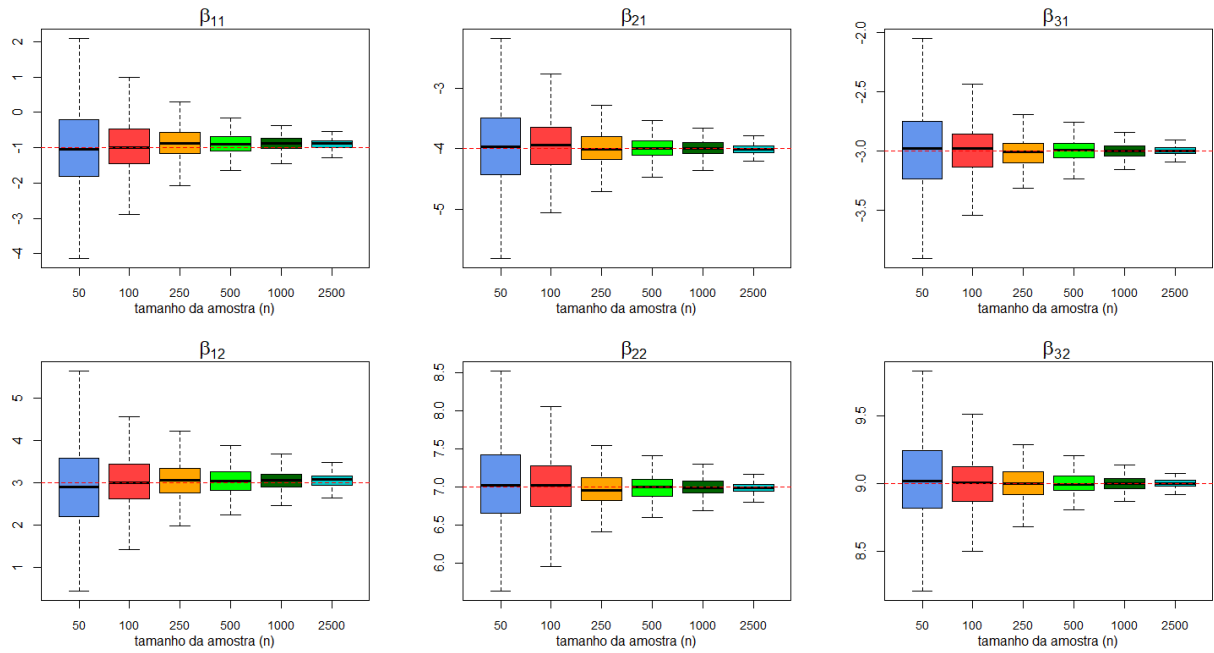 β11
β21
β31
2
1
0
-1
-2
-3
-4
-3
-4
-5
-2.0
-2.5
-3.0
-3.5
50 100 250 500 1000 2500
50 100 250 500 1000 2500
50 100 250 500 1000 2500
tamanho da amostra (n)
tamanho da amostra (n)
tamanho da amostra (n)
β12
β22
β32
5
4
3
2
1
8.5
8.0
7.5
7.0
6.5
6.0
9.5
9.0
8.5
50 100 250 500 1000 2500
50 100 250 500 1000 2500
50 100 250 500 1000 2500
tamanho da amostra (n)
tamanho da amostra (n)
tamanho da amostra (n)